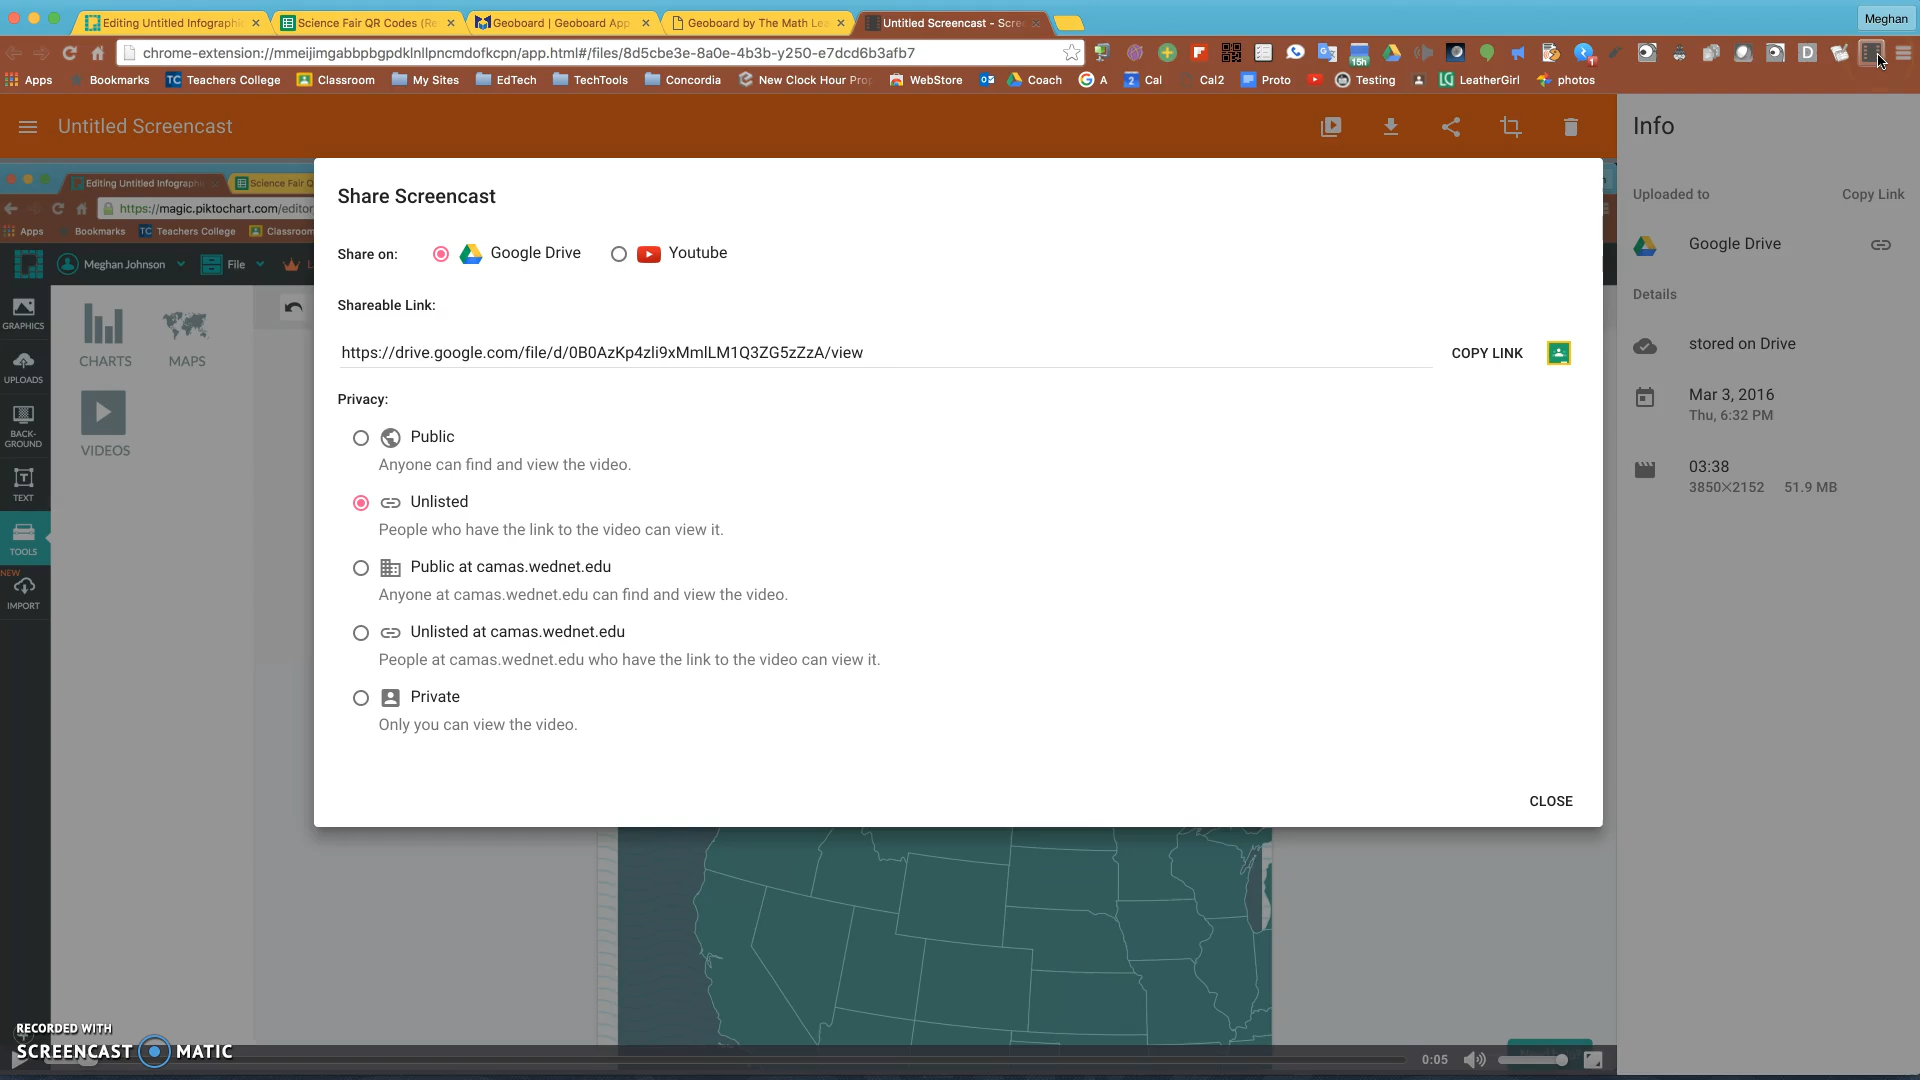 Editing Untitled Infographi
Science Fair QR Codes (Re
Geoboard | Geoboard App
Geoboard by The Math Le
Untitled Screencast - Scre
Meghan
chrome-extension://mmeijimgabbpbgpdklnllpncmdofkcpn/app.html#/files/8d5cbe3e-8a0e-4b3b-y250-e7dcd6b3afb7
15h
1
D
Apps
Bookmarks
TC Teachers College
Classroom
My Sites
EdTech
TechTools
Concordia
New Clock Hour Prop
WebStore
Coach
A
2 Cal
Cal2
Proto
Testing
LG LeatherGirl
photos
Untitled Screencast
Info
Editing Untitled Infographi
Science Fair Q
https://magic.piktochart.com/editor
Apps
Bookmarks
TC Teachers College
Classroom
Meghan Johnson
File
GRAPHICS
UPLOADS
BACK-
GROUND
TEXT
TOOLS
NEW
IMPORT
CHARTS
MAPS
VIDEOS
Share Screencast
Share on:
Google Drive
Youtube
Shareable Link:
https://drive.google.com/file/d/0B0AzKp4zli9xMmlLM1Q3ZG5zZzA/view
COPY LINK
Privacy:
Public
Anyone can find and view the video.
Unlisted
People who have the link to the video can view it.
Public at camas.wednet.edu
Anyone at camas.wednet.edu can find and view the video.
Unlisted at camas.wednet.edu
People at camas.wednet.edu who have the link to the video can view it.
Private
Only you can view the video.
CLOSE
Uploaded to
Copy Link
Google Drive
Details
stored on Drive
Mar 3, 2016
Thu, 6:32 PM
03:38
3850×2152 51.9 MB
RECORDED WITH
SCREENCAST MATIC
0:05